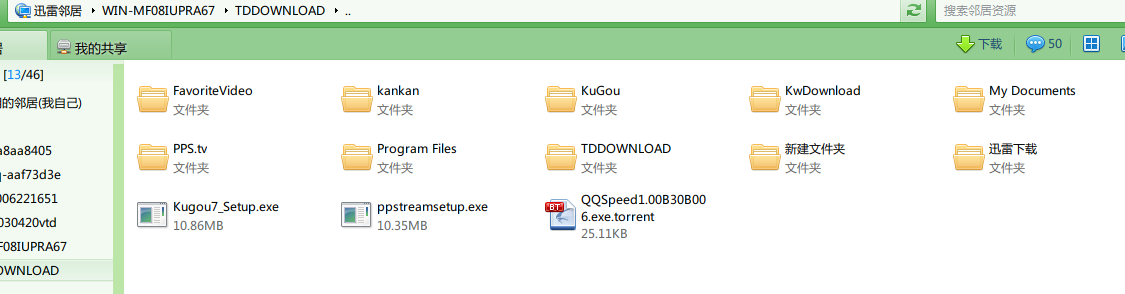 迅雷邻居 WIN-MF08IUPRA67 TDDOWNLOAD ..
搜索邻居资源
我的共享
下载
50
[13/46]
的邻居(我自己)
a8aa8405
q-aaf73d3e
006221651
030420vtd
F08IUPRA67
OWNLOAD
FavoriteVideo
文件夹
kankan
文件夹
KuGou
文件夹
KwDownload
文件夹
My Documents
文件夹
PPS.tv
文件夹
Program Files
文件夹
TDDOWNLOAD
文件夹
新建文件夹
文件夹
迅雷下载
文件夹
Kugou7_Setup.exe
10.86MB
ppstreamsetup.exe
10.35MB
BT
QQSpeed1.00B30B00
6.exe.torrent
25.11KB